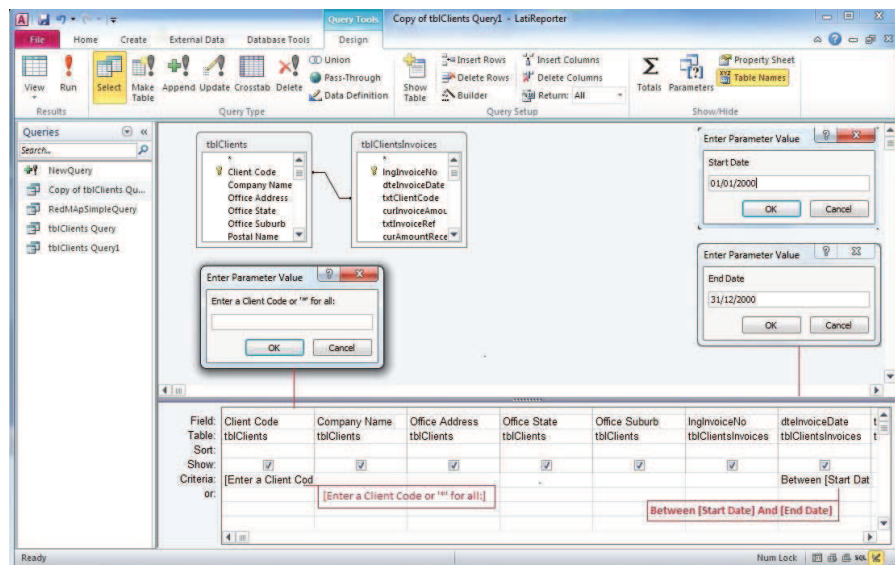 Query Tools
Copy of tblClients Query1 - LatiReporter
File Home Create External Data Database Tools Design
View
Run
Select
Make Table
Append
Update
Crosstab
Delete
Union
Pass-Through
Data Definition
Show Table
Insert Rows
Delete Rows
Builder
Insert Columns
Delete Columns
Return: All
Totals
Parameters
Property Sheet
Table Names
Results
Query Type
Query Setup
Show/Hide
Queries
Search..
NewQuery
Copy of tblClients Qu...
RedMApSimpleQuery
tblClients Query
tblClients Query1
tblClients
*
Client Code
Company Name
Office Address
Office State
Office Suburb
Postal Name
tblClientsInvoices
*
lngInvoiceNo
dteInvoiceDate
txtClientCode
curInvoiceAmou
txtInvoiceRef
curAmountRece
Enter Parameter Value
Start Date
01/01/2000
OK Cancel
Enter Parameter Value
End Date
31/12/2000
OK Cancel
Enter Parameter Value
Enter a Client Code or '*' for all:
OK Cancel
Field: Client Code Company Name Office Address Office State Office Suburb lngInvoiceNo dteInvoiceDate t
Table: tblClients tblClients tblClients tblClients tblClients tblClientsInvoices tblClientsInvoices t
Sort:
Show:
Criteria: [Enter a Client Cod Between [Start Dat
or:
[Enter a Client Code or '*' for all:]
Between [Start Date] And [End Date]
Ready
Num Lock
SQL